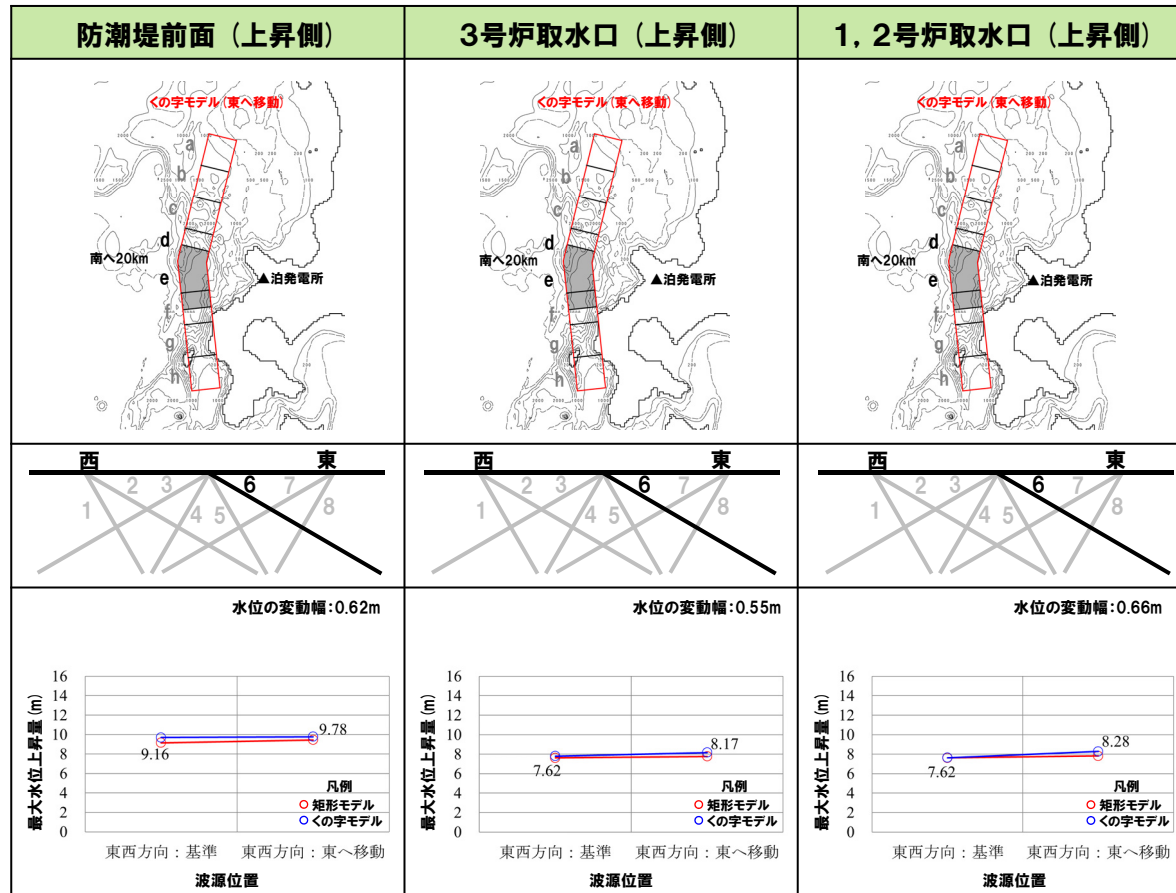 防潮堤前面（上昇側）
3号炉取水口（上昇側）
1，2号炉取水口（上昇側）
くの字モデル（東へ移動）
a
b
c
d
南へ20km
e
▲泊発電所
f
g
h
くの字モデル（東へ移動）
a
b
c
d
南へ20km
e
▲泊発電所
f
g
h
くの字モデル（東へ移動）
a
b
c
d
南へ20km
e
▲泊発電所
f
g
h
西 東
1 2 3 4 5 6 7 8
西 東
1 2 3 4 5 6 7 8
西 東
1 2 3 4 5 6 7 8
水位の変動幅：0.62m
最大水位上昇量（m）
16
14
12
10
8
6
4
2
0
9.16
9.78
凡例
矩形モデル
くの字モデル
東西方向：基準 東西方向：東へ移動
波源位置
水位の変動幅：0.55m
最大水位上昇量（m）
16
14
12
10
8
6
4
2
0
7.62
8.17
凡例
矩形モデル
くの字モデル
東西方向：基準 東西方向：東へ移動
波源位置
水位の変動幅：0.66m
最大水位上昇量（m）
16
14
12
10
8
6
4
2
0
7.62
8.28
凡例
矩形モデル
くの字モデル
東西方向：基準 東西方向：東へ移動
波源位置